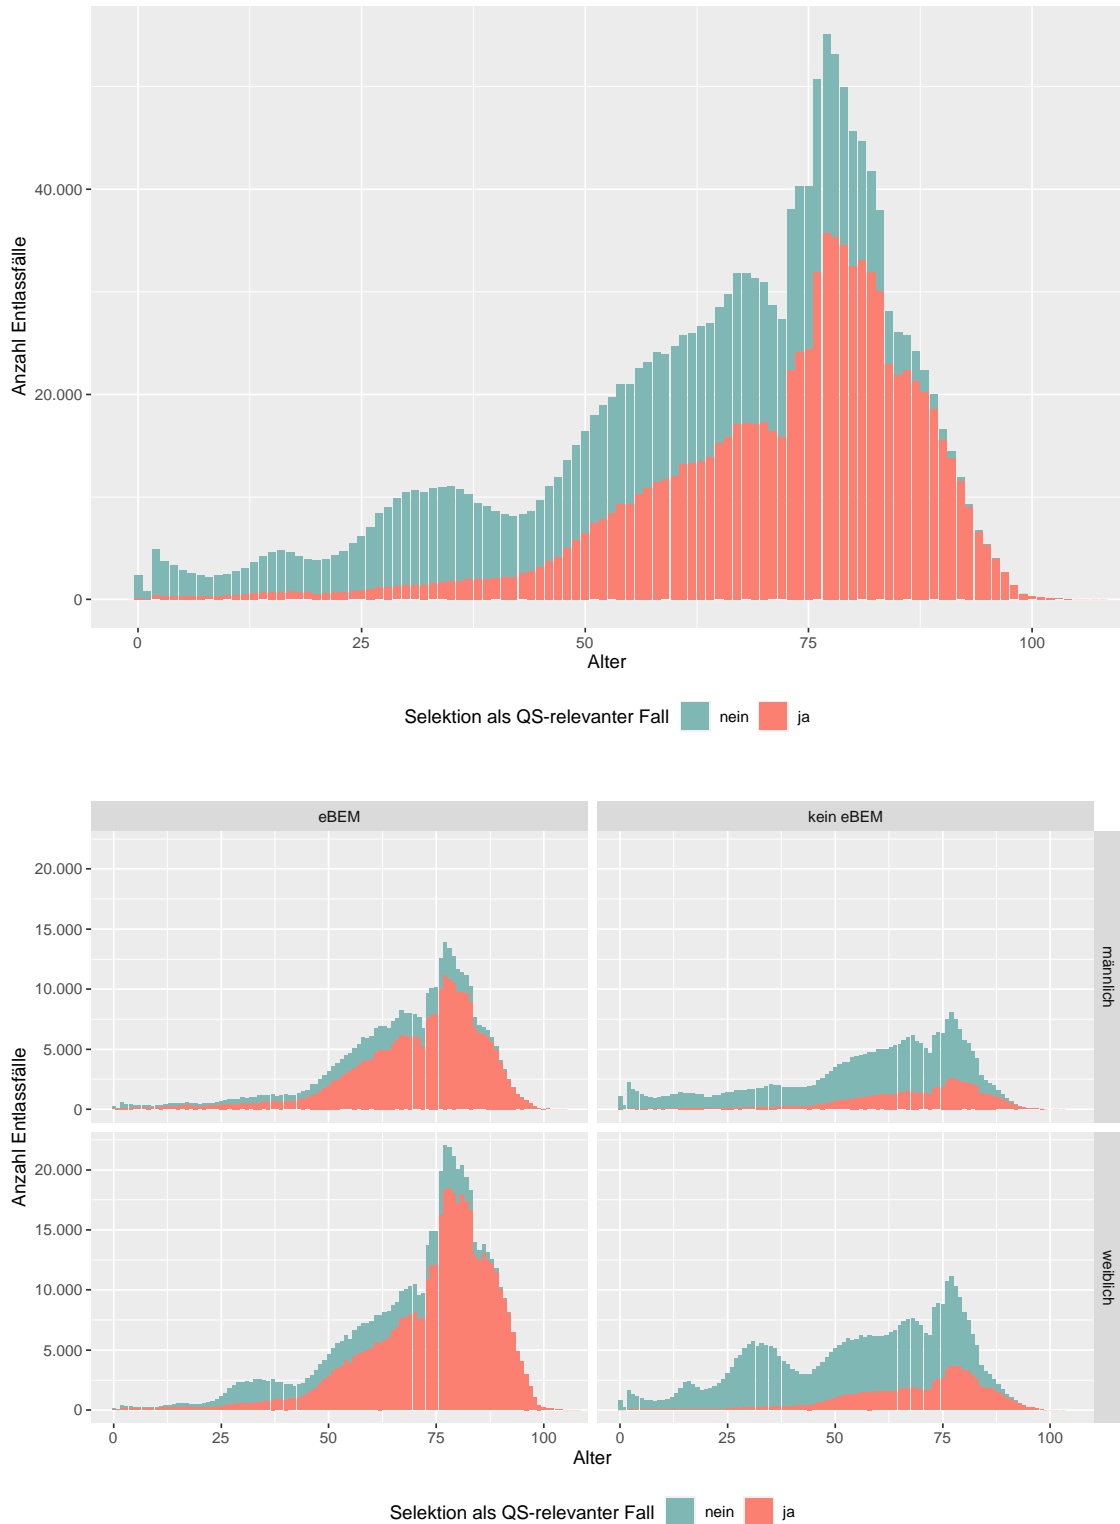 40.000
20.000
0
Anzahl Entlassfälle
0 25 50 75 100
Alter
Selektion als QS-relevanter Fall nein ja
eBEM kein eBEM
20.000
15.000
10.000
5.000
0
männlich
Anzahl Entlassfälle
20.000
15.000
10.000
5.000
0
weiblich
0 25 50 75 100 0 25 50 75 100
Alter
Selektion als QS-relevanter Fall nein ja